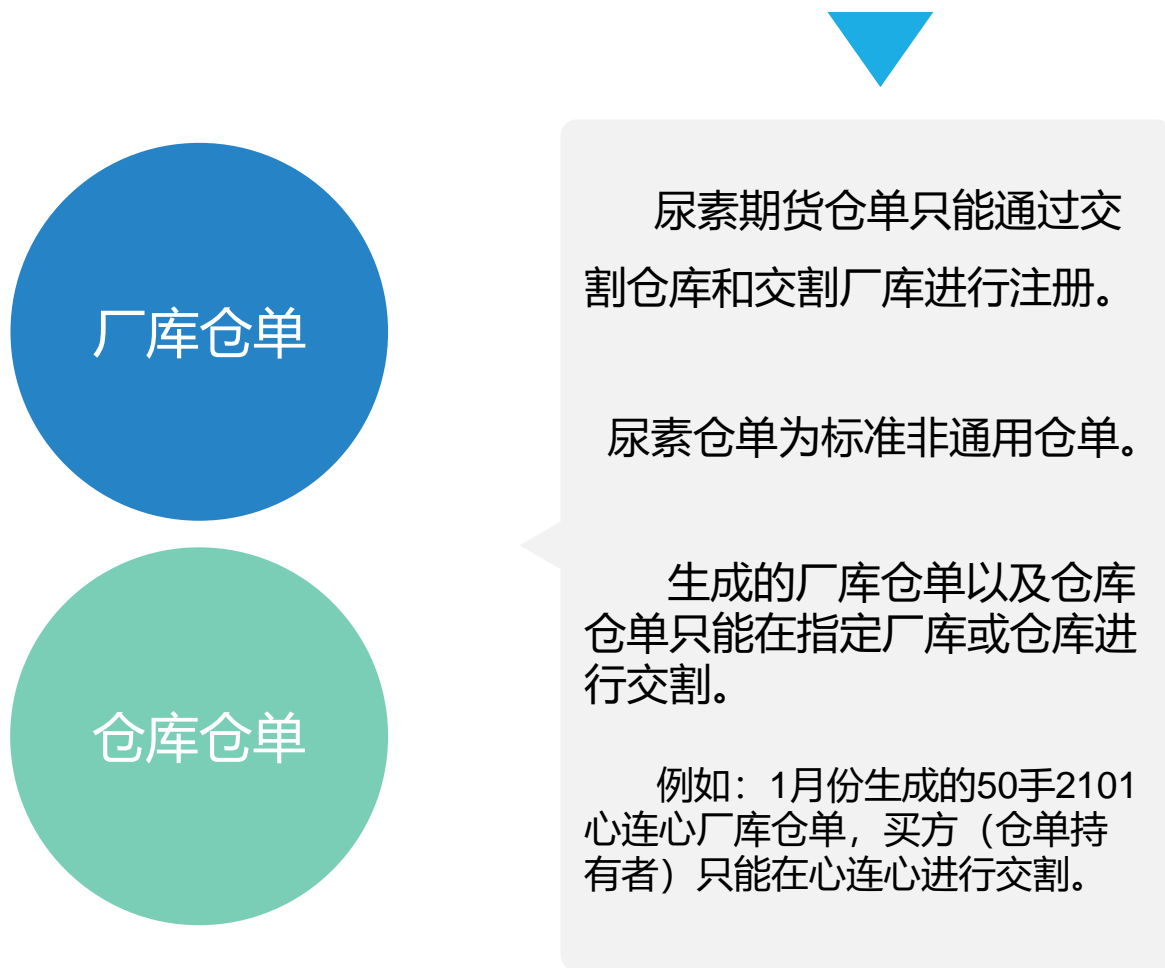 厂库仓单
仓库仓单
尿素期货仓单只能通过交
割仓库和交割厂库进行注册。
尿素仓单为标准非通用仓单。
生成的厂库仓单以及仓库
仓单只能在指定厂库或仓库进
行交割。
例如：1月份生成的50手2101
心连心厂库仓单，买方（仓单持
有者）只能在心连心进行交割。